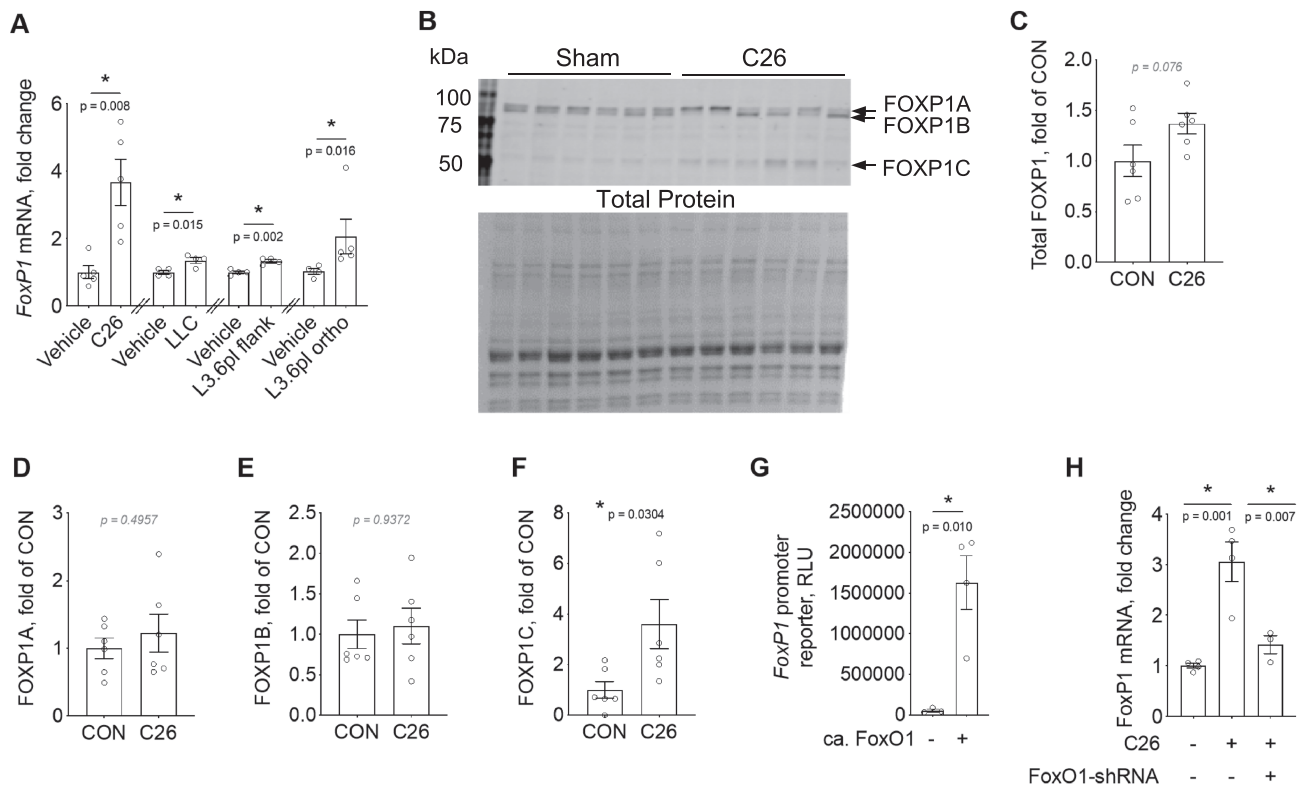 A
FoxP1 mRNA, fold change
6
4
2
0
*
p = 0.008
*
p = 0.015
*
p = 0.002
*
p = 0.016
Vehicle
C26
Vehicle
LLC
Vehicle
L3.6pl flank
Vehicle
L3.6pl ortho
B
kDa
Sham
C26
100
75
50
FOXP1A
FOXP1B
FOXP1C
Total Protein
C
Total FOXP1, fold of CON
2.0
1.5
1.0
0.5
0.0
p = 0.076
CON
C26
D
FOXP1A, fold of CON
3
2
1
0
p = 0.4957
CON
C26
E
FOXP1B, fold of CON
2.5
2.0
1.5
1.0
0.5
0.0
p = 0.9372
CON
C26
F
FOXP1C, fold of CON
8
6
4
2
0
* p = 0.0304
CON
C26
G
FoxP1 promoter
reporter, RLU
2500000
2000000
1500000
1000000
500000
0
*
p = 0.010
ca. FoxO1 - +
H
FoxP1 mRNA, fold change
4
3
2
1
0
* *
p = 0.001 p = 0.007
C26 - + +
FoxO1-shRNA - - +